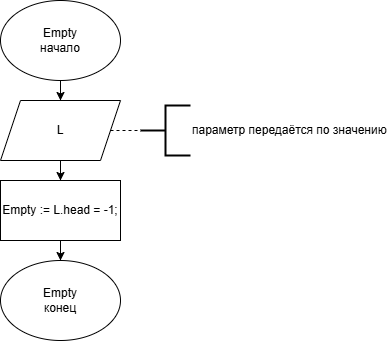 Empty
начало
L
параметр передаётся по значению
Empty := L.head = -1;
Empty
конец